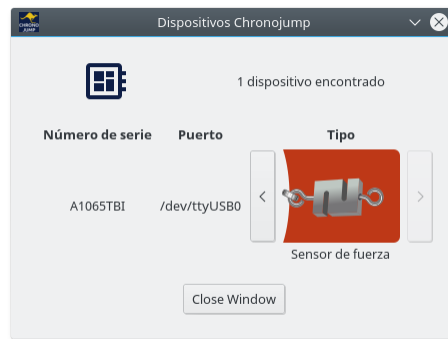 CHRONO
JUMP
Dispositivos Chronojump
1 dispositivo encontrado
Número de serie Puerto Tipo
A1065TBI /dev/ttyUSB0
Sensor de fuerza
Close Window